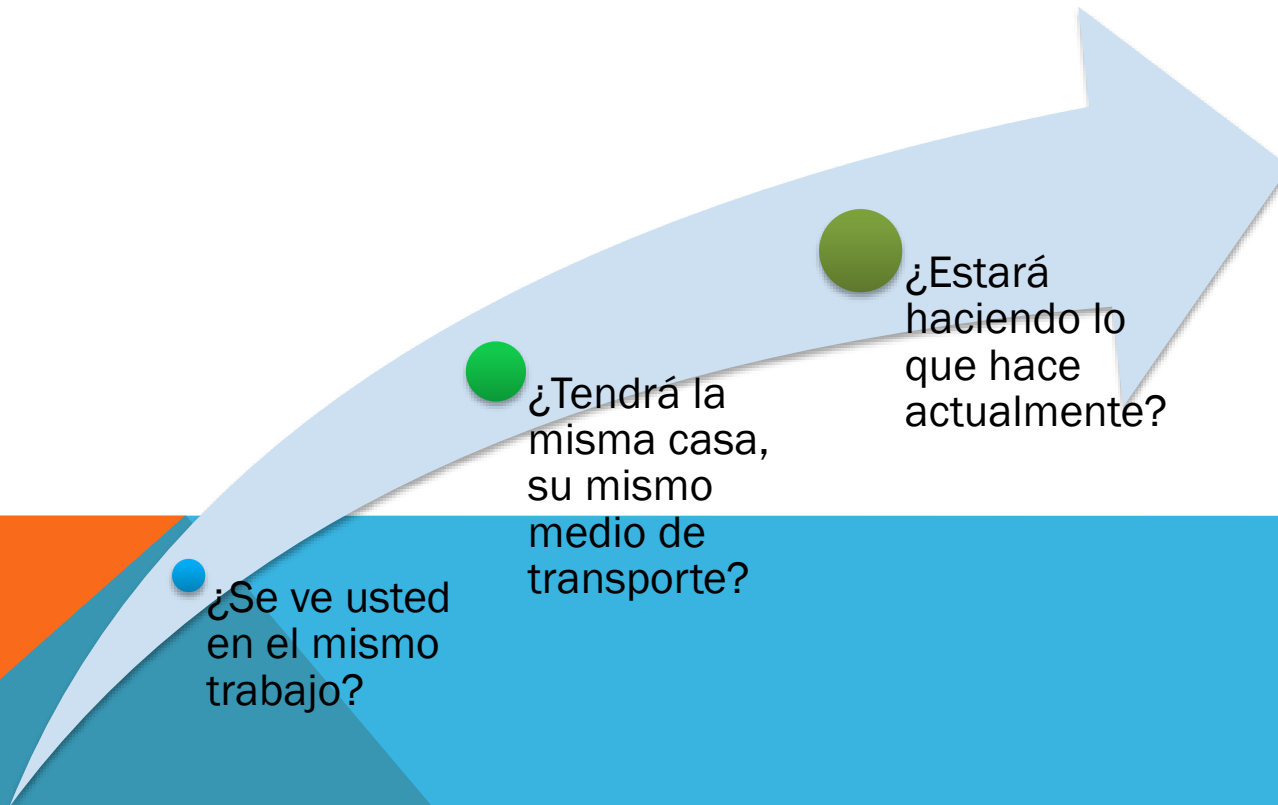 ¿Se ve usted
en el mismo
trabajo?
¿Tendrá la
misma casa,
su mismo
medio de
transporte?
¿Estará
haciendo lo
que hace
actualmente?